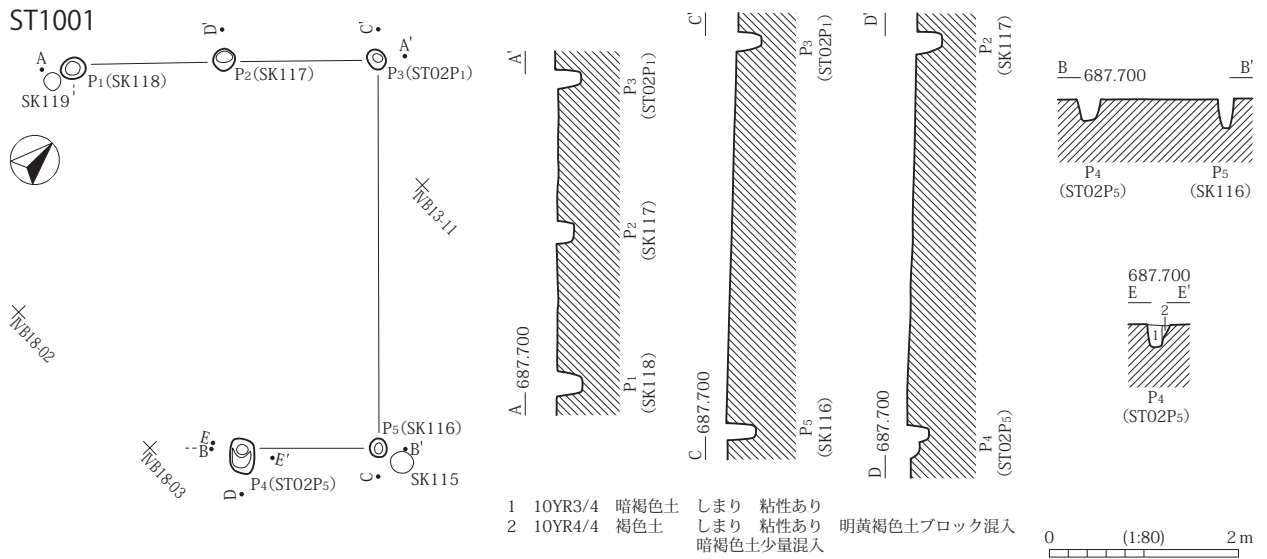 ST1001
D'
C'
A
A'
P1(SK118)
P2(SK117)
P3(ST02P1)
SK119
ⅣB13-11
ⅣB18-02
ⅣB18-03
P5(SK116)
E
B
E'
B'
P4(ST02P5)
SK115
D
C
A'
P3
(ST02P1)
P2
(SK117)
A 687.700
P1
(SK118)
C'
P3
(ST02P1)
C 687.700
P5
(SK116)
D'
P2
(SK117)
D 687.700
P4
(ST02P5)
B 687.700 B'
P4
(ST02P5)
P5
(SK116)
687.700
E E'
2
1
P4
(ST02P5)
1 10YR3/4 暗褐色土 しまり 粘性あり
2 10YR4/4 褐色土 しまり 粘性あり 明黄褐色土ブロック混入
暗褐色土少量混入
0 (1:80) 2 m